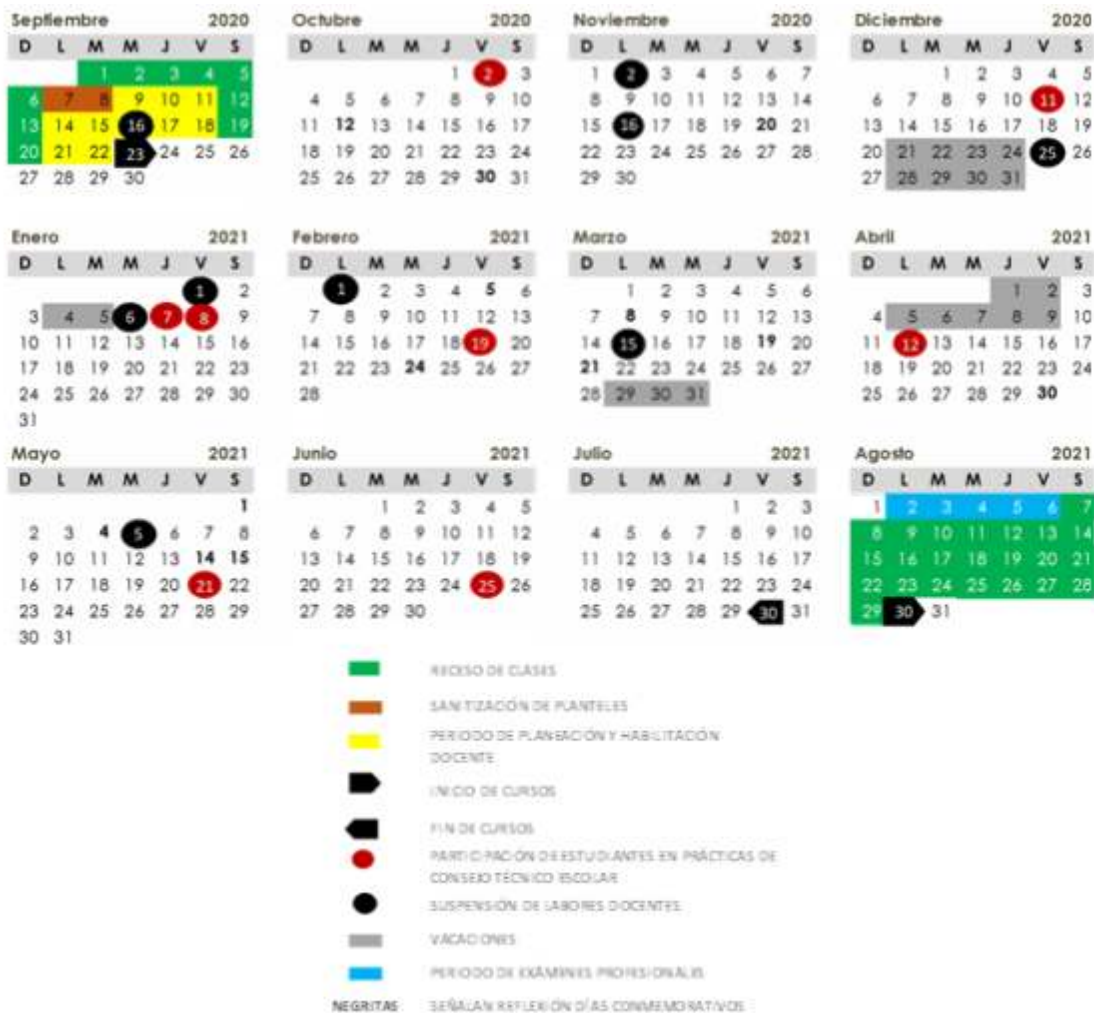 Septiembre 2020
D L M M J V S
1 2 3 4 5
6 7 8 9 10 11 12
13 14 15 16 17 18 19
20 21 22 23 24 25 26
27 28 29 30
Octubre 2020
D L M M J V S
1 2 3
4 5 6 7 8 9 10
11 12 13 14 15 16 17
18 19 20 21 22 23 24
25 26 27 28 29 30 31
Noviembre 2020
D L M M J V S
1 2 3 4 5 6 7
8 9 10 11 12 13 14
15 16 17 18 19 20 21
22 23 24 25 26 27 28
29 30
Diciembre 2020
D L M M J V S
1 2 3 4 5
6 7 8 9 10 11 12
13 14 15 16 17 18 19
20 21 22 23 24 25 26
27 28 29 30 31
Enero 2021
D L M M J V S
1 2
3 4 5 6 7 8 9
10 11 12 13 14 15 16
17 18 19 20 21 22 23
24 25 26 27 28 29 30
31
Febrero 2021
D L M M J V S
1 2 3 4 5 6
7 8 9 10 11 12 13
14 15 16 17 18 19 20
21 22 23 24 25 26 27
28
Marzo 2021
D L M M J V S
1 2 3 4 5 6
7 8 9 10 11 12 13
14 15 16 17 18 19 20
21 22 23 24 25 26 27
28 29 30 31
Abril 2021
D L M M J V S
1 2 3
4 5 6 7 8 9 10
11 12 13 14 15 16 17
18 19 20 21 22 23 24
25 26 27 28 29 30
Mayo 2021
D L M M J V S
1
2 3 4 5 6 7 8
9 10 11 12 13 14 15
16 17 18 19 20 21 22
23 24 25 26 27 28 29
30 31
Junio 2021
D L M M J V S
1 2 3 4 5
6 7 8 9 10 11 12
13 14 15 16 17 18 19
20 21 22 23 24 25 26
27 28 29 30
Julio 2021
D L M M J V S
1 2 3
4 5 6 7 8 9 10
11 12 13 14 15 16 17
18 19 20 21 22 23 24
25 26 27 28 29 30 31
Agosto 2021
D L M M J V S
1 2 3 4 5 6 7
8 9 10 11 12 13 14
15 16 17 18 19 20 21
22 23 24 25 26 27 28
29 30 31
RECESO DE CLASES
SANITIZACIÓN DE PLANTELES
PERIODO DE PLANEACIÓN Y HABILITACIÓN
DOCENTE
INICIO DE CURSOS
FIN DE CURSOS
PARTICIPACIÓN DE ESTUDIANTES EN PRÁCTICAS DE
CONSEJO TÉCNICO ESCOLAR
SUSPENSIÓN DE LABORES DOCENTES
VACACIONES
PERIODO DE EXÁMENES PROFESIONALES
NEGRITAS SEÑALAN REFLEXIÓN DÍAS CONMEMORATIVOS